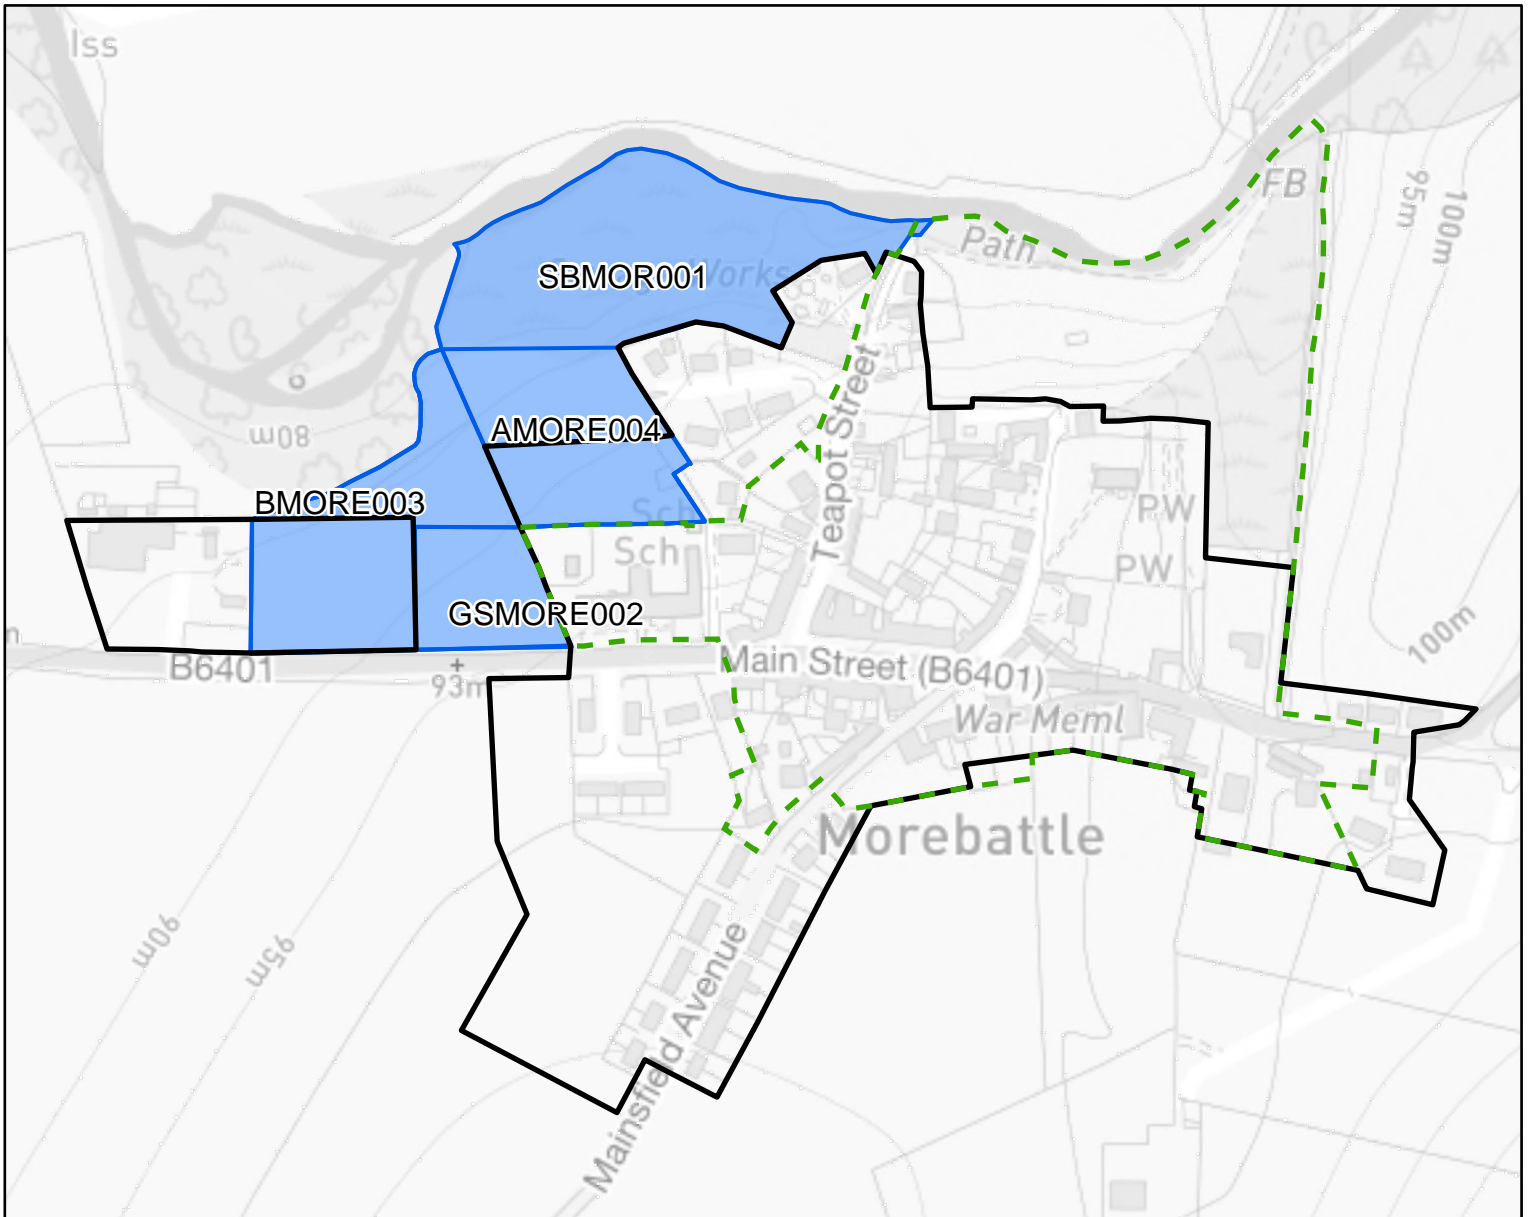 Iss
FB
95m
100m
Path
SBMOR001
Works
Teapot Street
AMORE004
80m
BMORE003
Sch
Sch
PW
PW
GSMORE002
100m
m
B6401
93m
Main Street (B6401)
War Meml
Morebattle
90m
95m
Mainsfield Avenue